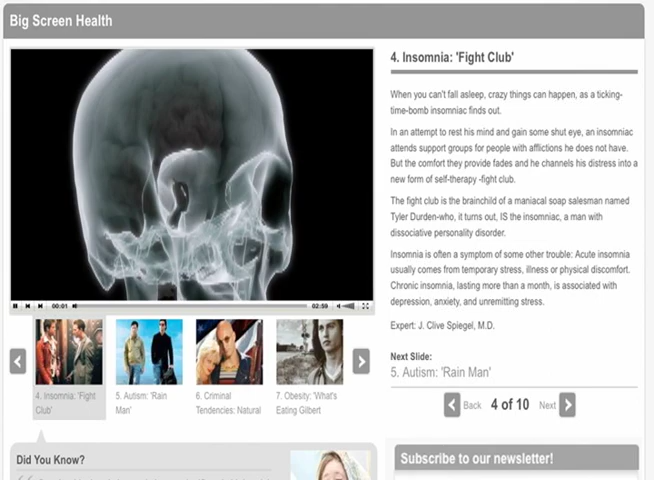 Big Screen Health
00:01
02:59
4. Insomnia: 'Fight
Club'
5. Autism: 'Rain
Man'
6. Criminal
Tendencies: Natural
7. Obesity: 'What's
Eating Gilbert
Did You Know?
4. Insomnia: 'Fight Club'
When you can't fall asleep, crazy things can happen, as a ticking-
time-bomb insomniac finds out.
In an attempt to rest his mind and gain some shut eye, an insomniac
attends support groups for people with afflictions he does not have.
But the comfort they provide fades and he channels his distress into a
new form of self-therapy -fight club.
The fight club is the brainchild of a maniacal soap salesman named
Tyler Durden-who, it turns out, IS the insomniac, a man with
dissociative personality disorder.
Insomnia is often a symptom of some other trouble: Acute insomnia
usually comes from temporary stress, illness or physical discomfort.
Chronic insomnia, lasting more than a month, is associated with
depression, anxiety, and unremitting stress.
Expert: J. Clive Spiegel, M.D.
Next Slide:
5. Autism: 'Rain Man'
Back 4 of 10 Next
Subscribe to our newsletter!